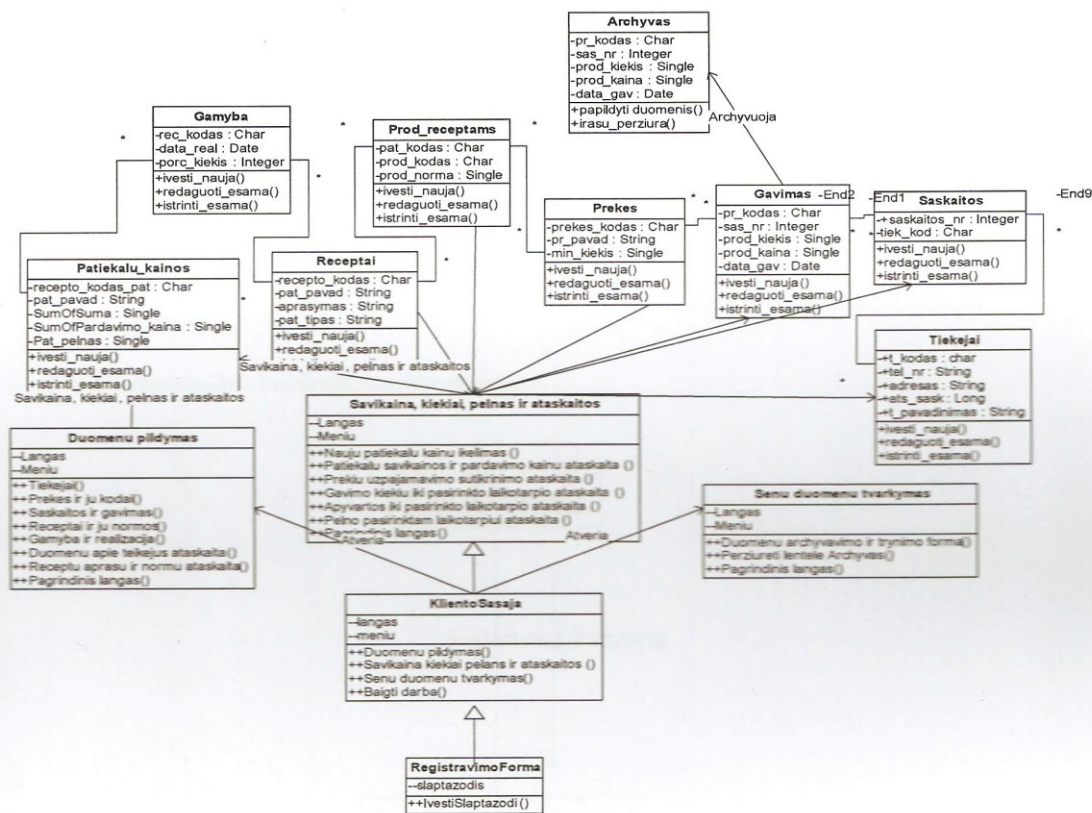 Archyvas
-pr_kodas : Char
-sas_nr : Integer
-prod_kiekis : Single
-prod_kaina : Single
-data_gav : Date
+papildyti duomenis()
+irasu_perziura()
Archyvuoja
Gamyba
-rec_kodas : Char
-data_real : Date
-porc_kiekis : Integer
+ivesti_nauja()
+redaguoti_esama()
+istrinti_esama()
*
*
Prod_receptams
-pat_kodas : Char
-prod_kodas : Char
-prod_norma : Single
+ivesti_nauja()
+redaguoti_esama()
+istrinti_esama()
*
*
Prekes
-prekes_kodas : Char
-pr_pavad : String
-min_kiekis : Single
+ivesti_nauja()
+redaguoti_esama()
+istrinti_esama()
*
*
Gavimas
-pr_kodas : Char
-sas_nr : Integer
-prod_kiekis : Single
-prod_kaina : Single
-data_gav : Date
+ivesti_nauja()
+redaguoti_esama()
+istrinti_esama()
-End2
-End1
*
*
Saskaitos
-+saskaitos_nr : Integer
-tiek_kod : Char
+ivesti_nauja()
+redaguoti_esama()
+istrinti_esama()
-End9
*
Patiekalu_kainos
-recepto_kodas_pat : Char
-pat_pavad : String
-SumOfSuma : Single
-SumOfPardavimo_kaina : Single
-Pat_pelnas : Single
+ivesti_nauja()
+redaguoti_esama()
+istrinti_esama()
*
Receptai
-recepto_kodas : Char
-pat_pavad : String
-aprasymas : String
-pat_tipas : String
+ivesti_nauja()
+redaguoti_esama()
Savikaina, kiekiai, pelnas ir ataskaitos
Savikaina, kiekiai, pelnas ir ataskaitos
Tiekejai
-+t_kodas : char
-+tel_nr : String
-+adresas : String
-+ats_sask : Long
-+t_pavadinimas : String
+ivesti_nauja()
+redaguoti_esama()
+istrinti_esama()
*
Duomenu pildymas
--Langas
--Meniu
++Tiekejai()
++Prekes ir ju kodai()
++Saskaitos ir gavimas()
++Receptai ir ju normos()
++Gamyba ir realizacija()
++Duomenu apie teikejus ataskaita()
++Receptu aprasu ir normu ataskaita()
++Pagrindinis langas()
Savikaina, kiekiai, pelnas ir ataskaitos
--Langas
--Meniu
++Nauju patiekalu kainu ikelimas ()
++Patiekalu savikainos ir pardavimo kainu ataskaita ()
++Prekiu uzpajamavimo sutikrinimo ataskaita()
++Gavimo kiekiu iki pasirinkto laikotarpio ataskaita()
++Apyvartos iki pasirinkto laikotarpio ataskaita()
++Pelno pasirinktam laikotarpiui ataskaita()
++Pagrindinis langas()
Atveria
Atveria
Senu duomenu tvarkymas
--Langas
--Meniu
++Duomenu archyvavimo ir trynimo forma()
++Perziureti lentele Archyvas()
++Pagrindinis langas()
KlientoSasaja
--langas
--meniu
++Duomenu pildymas()
++Savikaina kiekiai pelans ir ataskaitos ()
++Senu duomenu tvarkymas()
++Baigti darba()
RegistravimoForma
--slaptazodis
++IvestiSlaptazodi()